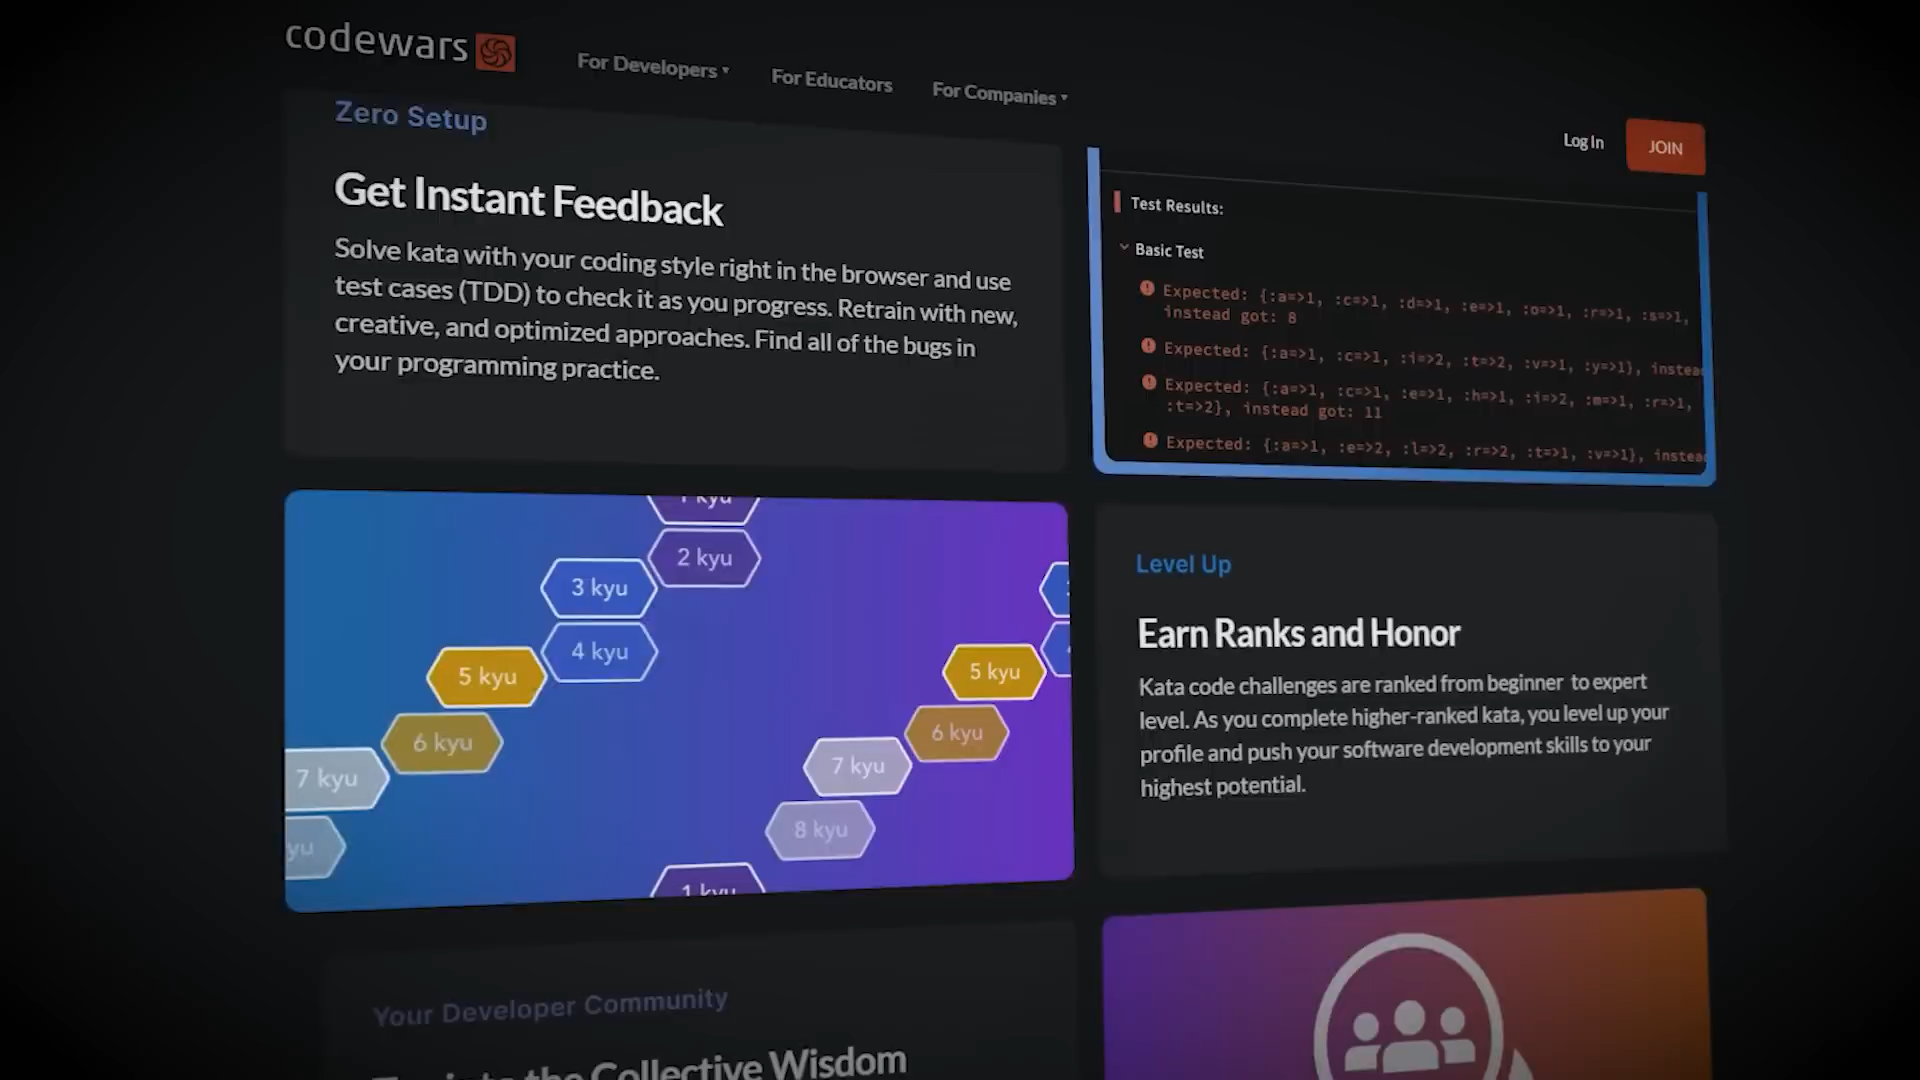 codewars
For Developers
For Educators
For Companies
Log In
JOIN
Zero Setup
Get Instant Feedback
Solve kata with your coding style right in the browser and use
test cases (TDD) to check it as you progress. Retrain with new,
creative, and optimized approaches. Find all of the bugs in
your programming practice.
Test Results:
Basic Test
Expected: {:a=>1, :c=>1, :d=>1, :e=>1, :o=>1, :r=>1, :s=>1,
instead got: 8
Expected: {:a=>1, :c=>1, :i=>2, :t=>2, :v=>1, :y=>1}, instead
Expected: {:a=>1, :c=>1, :e=>1, :h=>1, :i=>2, :m=>1, :r=>1,
:t=>2}, instead got: 11
Expected: {:a=>1, :e=>2, :l=>2, :r=>2, :t=>1, :v=>1}, instead
1 kyu
2 kyu
3 kyu
4 kyu
5 kyu
6 kyu
7 kyu
yu
5 kyu
6 kyu
7 kyu
8 kyu
1 kyu
Level Up
Earn Ranks and Honor
Kata code challenges are ranked from beginner to expert
level. As you complete higher-ranked kata, you level up your
profile and push your software development skills to your
highest potential.
Your Developer Community
the Collective Wisdom